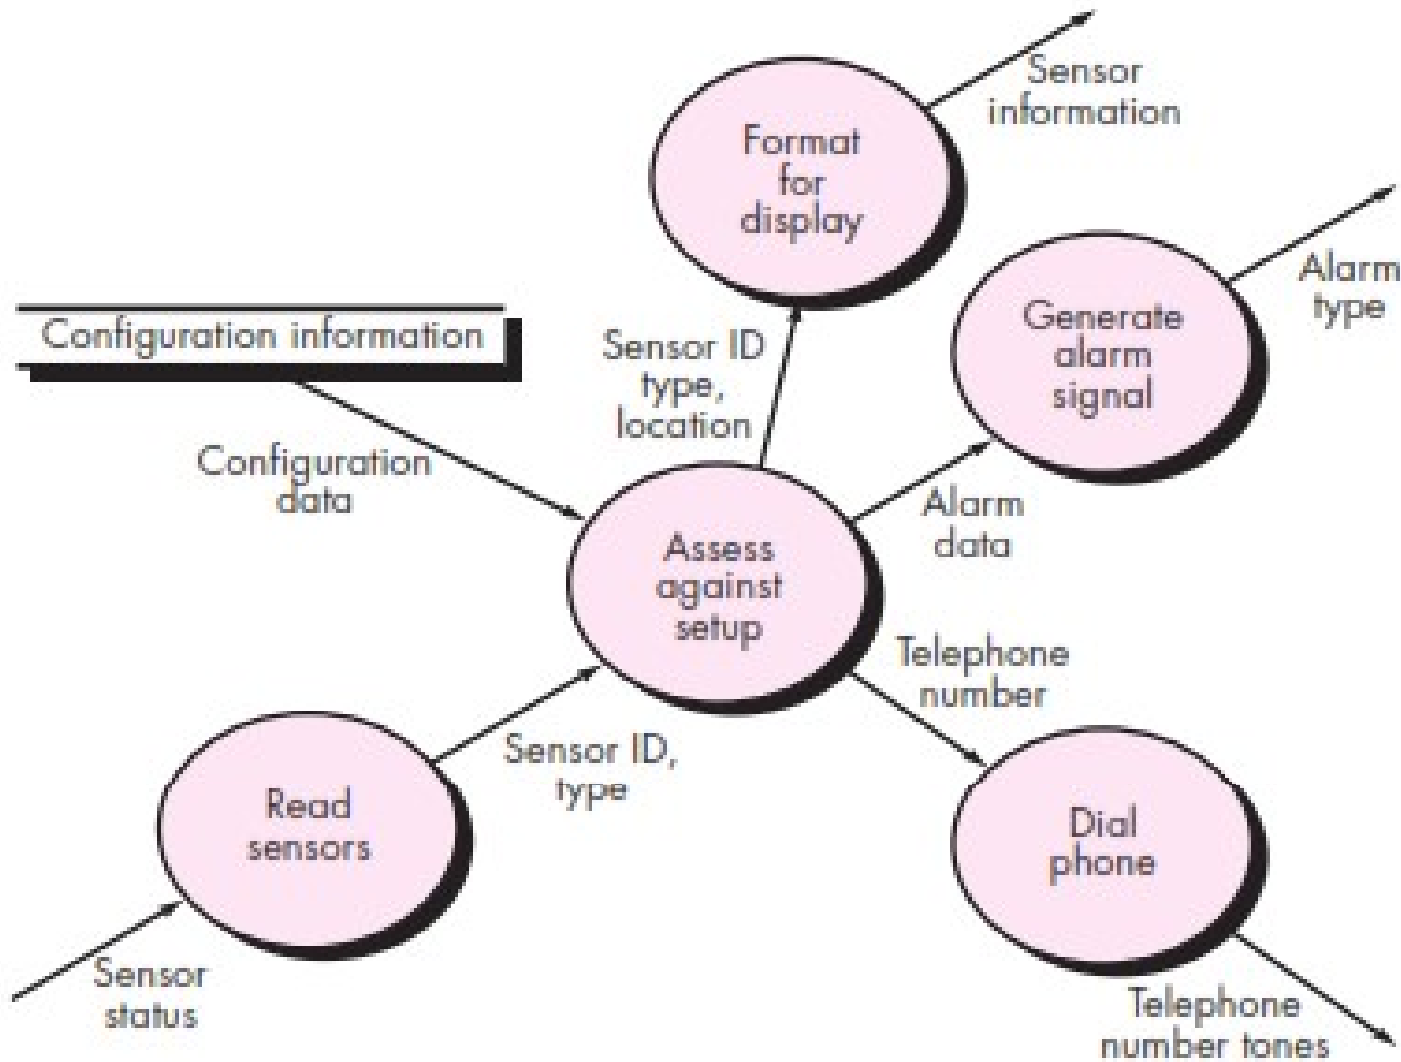 Sensor
information
Format
for
display
Alarm
type
Generate
alarm
signal
Configuration information
Sensor ID
type,
location
Configuration
data
Alarm
data
Assess
against
setup
Telephone
number
Sensor ID,
type
Read
sensors
Dial
phone
Sensor
status
Telephone
number tones